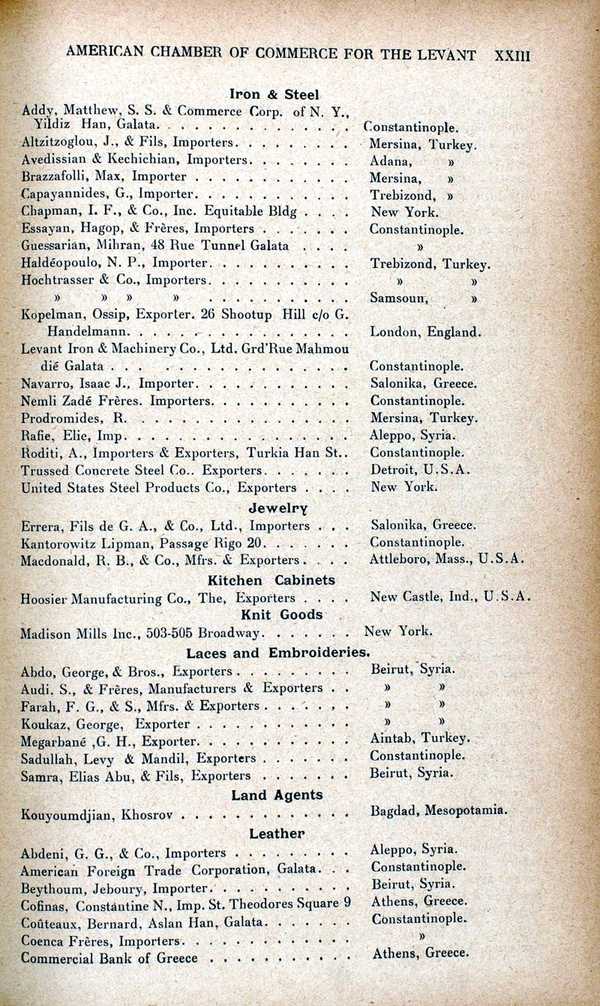 AMERICAN CHAMBER OF COMMERCE FOR THE LEVANT XXIII
Iron & Steel
Addy, Matthew, S. S. & Commerce Corp. of N. Y.,
Yildiz Han, Galata. . . . . . . . . . . . . . Constantinople.
Altzitzoglou, J., & Fils, Importers. . . . . . . . Mersina, Turkey.
Avedissian & Kechichian, Importers. . . . . . . Adana, »
Brazzafolli, Max, Importer . . . . . . . . . . . Mersina, »
Capayannides, G., Importer. . . . . . . . . . . Trebizond, »
Chapman, I. F., & Co., Inc. Equitable Bldg . . . . New York.
Essayan, Hagop, & Frères, Importers . . . . . . . Constantinople.
Guessarian, Mihran, 48 Rue Tunnel Galata . . . . »
Haldéopoulo, N. P., Importer. . . . . . . . . . Trebizond, Turkey.
Hochtrasser & Co., Importers. . . . . . . . . . » »
» » » » . . . . . . . . . . Samsoun, »
Kopelman, Ossip, Exporter. 26 Shootup Hill c/o G.
Handelmann. . . . . . . . . . . . . . . . . London, England.
Levant Iron & Machinery Co., Ltd. Grd'Rue Mahmou
dié Galata . . . . . . . . . . . . . . . . . Constantinople.
Navarro, Isaac J., Importer. . . . . . . . . . . Salonika, Greece.
Nemli Zadé Frères. Importers. . . . . . . . . . Constantinople.
Prodromides, R. . . . . . . . . . . . . . . . . Mersina, Turkey.
Rafie, Elie, Imp. . . . . . . . . . . . . . . . . Aleppo, Syria.
Roditi, A., Importers & Exporters, Turkia Han St.. Constantinople.
Trussed Concrete Steel Co.. Exporters. . . . . . Detroit, U.S.A.
United States Steel Products Co., Exporters . . . . New York.
Jewelry
Errera, Fils de G. A., & Co., Ltd., Importers . . . Salonika, Greece.
Kantorowitz Lipman, Passage Rigo 20. . . . . . . Constantinople.
Macdonald, R. B., & Co., Mfrs. & Exporters. . . . Attleboro, Mass., U.S.A.
Kitchen Cabinets
Hoosier Manufacturing Co., The, Exporters . . . . New Castle, Ind., U.S.A.
Knit Goods
Madison Mills Inc., 503-505 Broadway. . . . . . . New York.
Laces and Embroideries.
Abdo, George, & Bros., Exporters . . . . . . . . Beirut, Syria.
Audi. S., & Frères, Manufacturers & Exporters . . » »
Farah, F. G., & S., Mfrs. & Exporters. . . . . . . » »
Koukaz, George, Exporter . . . . . . . . . . . » »
Megarbané ,G. H., Exporter. . . . . . . . . . . Aintab, Turkey.
Sadullah, Levy & Mandil, Exporters . . . . . . . Constantinople.
Samra, Elias Abu, & Fils, Exporters . . . . . . . Beirut, Syria.
Land Agents
Kouyoumdjian, Khosrov . . . . . . . . . . . . Bagdad, Mesopotamia.
Leather
Abdeni, G. G., & Co., Importers . . . . . . . . Aleppo, Syria.
American Foreign Trade Corporation, Galata. . . Constantinople.
Beythoum, Jeboury, Importer. . . . . . . . . . Beirut, Syria.
Cofinas, Constantine N., Imp. St. Theodores Square 9 Athens, Greece.
Coûteaux, Bernard, Aslan Han, Galata. . . . . . . Constantinople.
Coenca Frères, Importers. . . . . . . . . . . . »
Commercial Bank of Greece . . . . . . . . . . Athens, Greece.